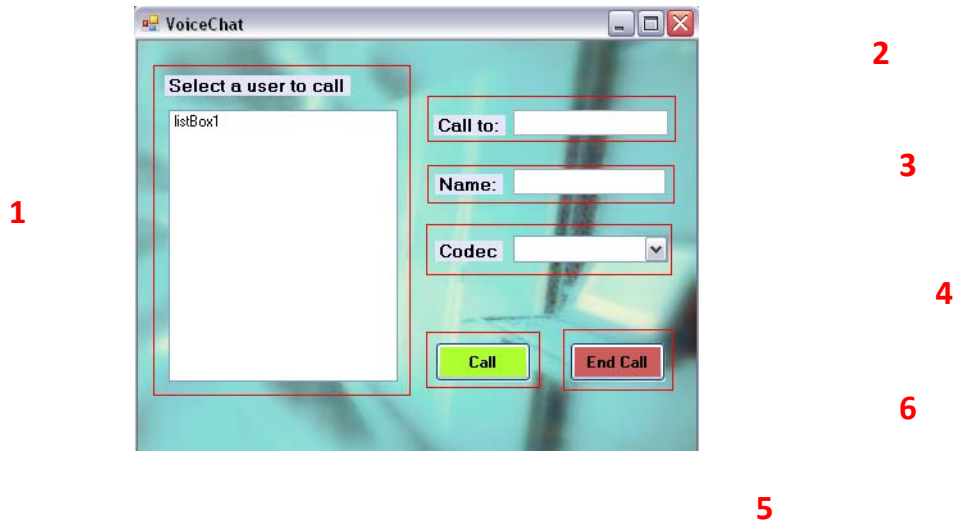 VoiceChat
2
Select a user to call
listBox1
Call to:
3
Name:
1
Codec
4
Call
End Call
6
5